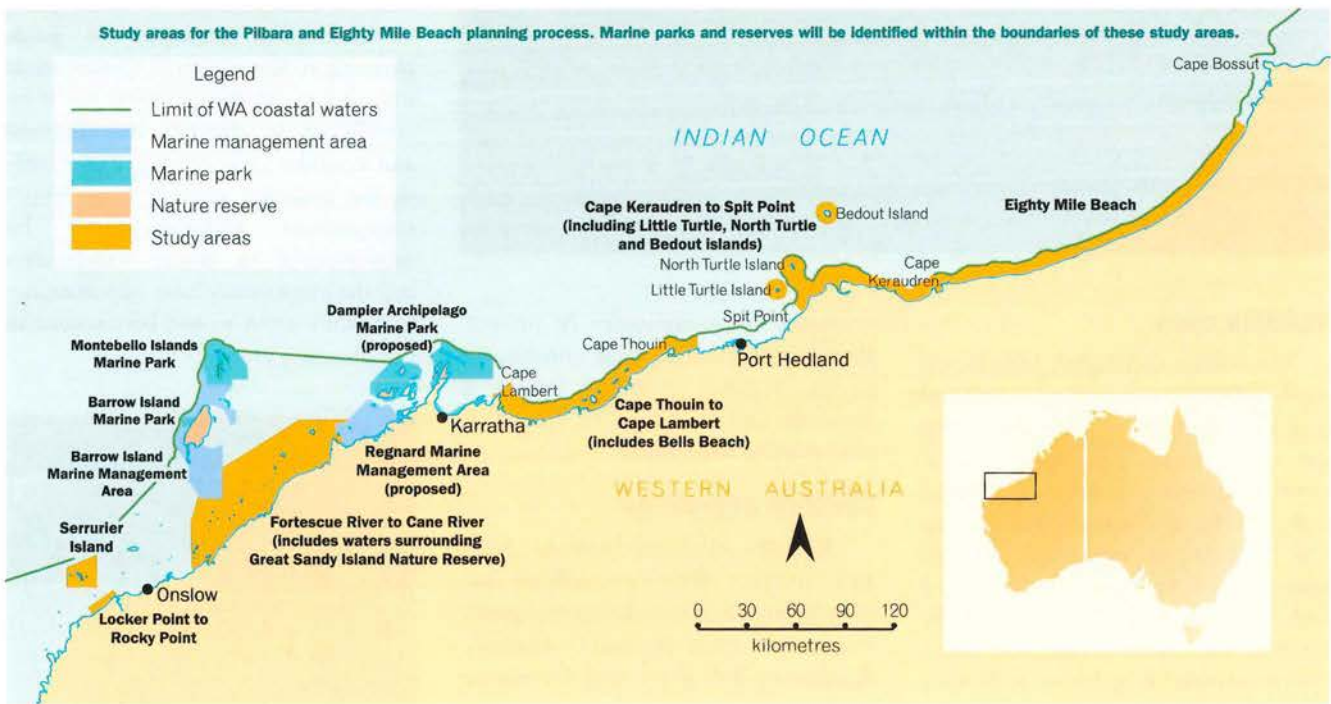 Study areas for the Pilbara and Eighty Mile Beach planning process. Marine parks and reserves will be identified within the boundaries of these study areas.
Legend
Limit of WA coastal waters
Marine management area
Marine park
Nature reserve
Study areas
Cape Bossut
INDIAN OCEAN
Cape Keraudren to Spit Point
(including Little Turtle, North Turtle
and Bedout islands)
Bedout Island
Eighty Mile Beach
North Turtle Island
Cape
Keraudren
Little Turtle Island
Spit Point
Dampier Archipelago
Marine Park
(proposed)
Montebello Islands
Marine Park
Cape Thouin
Port Hedland
Cape
Lambert
Barrow Island
Marine Park
Karratha
Cape Thouin to
Cape Lambert
(includes Bells Beach)
Barrow Island
Marine Management
Area
Regnard Marine
Management Area
(proposed)
WESTERN AUSTRALIA
Serrurier
Island
Fortescue River to Cane River
(includes waters surrounding
Great Sandy Island Nature Reserve)
Onslow
Locker Point to
Rocky Point
0 30 60 90 120
kilometres